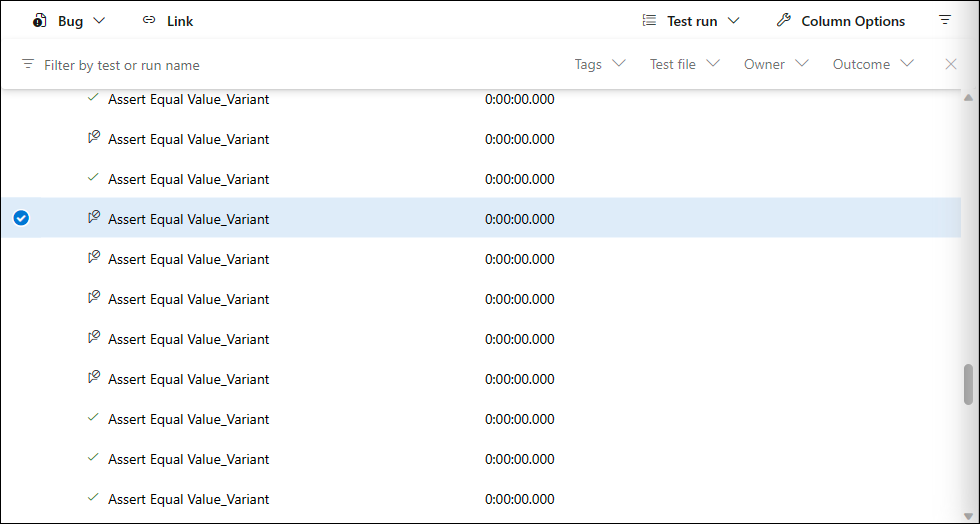 Bug Link Test run Column Options
Filter by test or run name Tags Test file Owner Outcome
Assert Equal Value_Variant 0:00:00.000
Assert Equal Value_Variant 0:00:00.000
Assert Equal Value_Variant 0:00:00.000
Assert Equal Value_Variant 0:00:00.000
Assert Equal Value_Variant 0:00:00.000
Assert Equal Value_Variant 0:00:00.000
Assert Equal Value_Variant 0:00:00.000
Assert Equal Value_Variant 0:00:00.000
Assert Equal Value_Variant 0:00:00.000
Assert Equal Value_Variant 0:00:00.000
Assert Equal Value_Variant 0:00:00.000